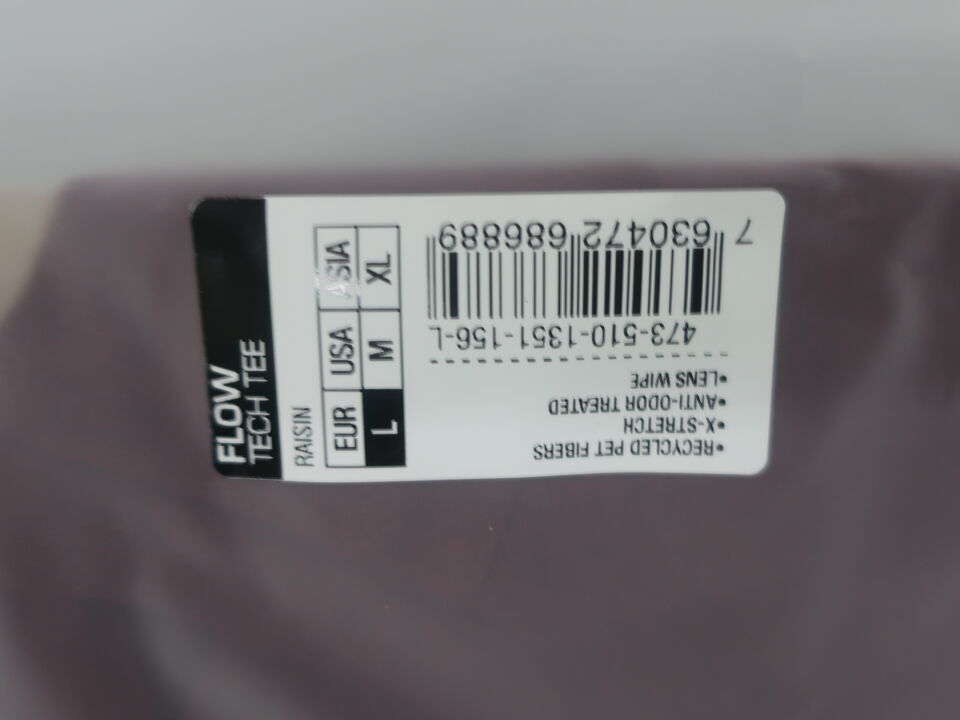 FLOW
TECH TEE
RAISIN
EUR USA ASIA
L M XL
•RECYCLED PET FIBERS
•X-STRETCH
•ANTI-ODOR TREATED
•LENS WIPE
473-510-1351-156-L
7 630472 686889